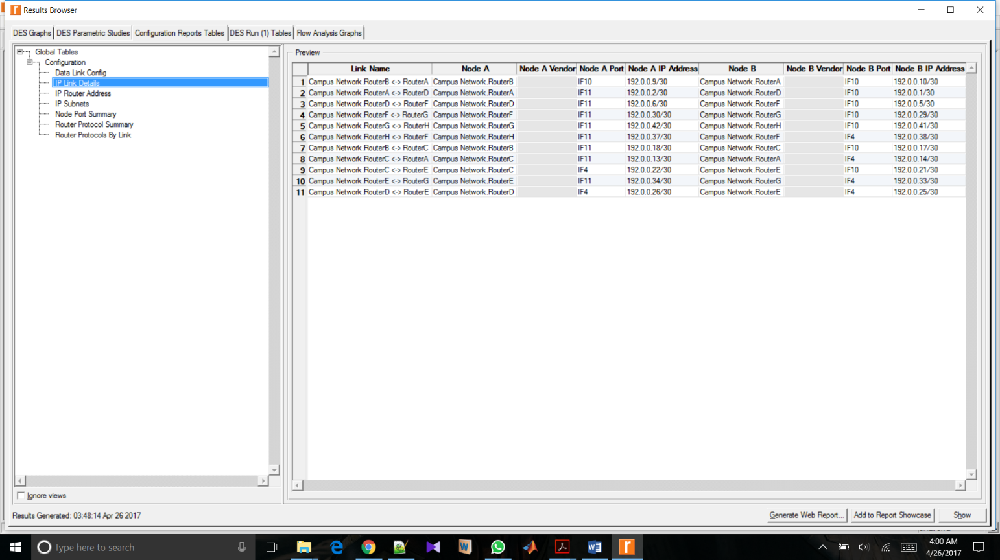 Results Browser
DES Graphs DES Parametric Studies Configuration Reports Tables DES Run (1) Tables Flow Analysis Graphs
Global Tables
Configuration
Data Link Config
IP Link Details
IP Router Address
IP Subnets
Node Port Summary
Router Protocol Summary
Router Protocols By Link
Preview
Link Name Node A Node A Vendor Node A Port Node A IP Address Node B Node B Vendor Node B Port Node B IP Address
1 Campus Network.RouterB <-> RouterA Campus Network.RouterB IF10 192.0.0.9/30 Campus Network.RouterA IF10 192.0.0.10/30
2 Campus Network.RouterA <-> RouterD Campus Network.RouterA IF11 192.0.0.2/30 Campus Network.RouterD IF10 192.0.0.1/30
3 Campus Network.RouterD <-> RouterF Campus Network.RouterD IF11 192.0.0.6/30 Campus Network.RouterF IF10 192.0.0.5/30
4 Campus Network.RouterF <-> RouterG Campus Network.RouterF IF11 192.0.0.30/30 Campus Network.RouterG IF10 192.0.0.29/30
5 Campus Network.RouterG <-> RouterH Campus Network.RouterG IF11 192.0.0.42/30 Campus Network.RouterH IF10 192.0.0.41/30
6 Campus Network.RouterH <-> RouterF Campus Network.RouterH IF11 192.0.0.37/30 Campus Network.RouterF IF4 192.0.0.38/30
7 Campus Network.RouterB <-> RouterC Campus Network.RouterB IF11 192.0.0.18/30 Campus Network.RouterC IF10 192.0.0.17/30
8 Campus Network.RouterC <-> RouterA Campus Network.RouterC IF11 192.0.0.13/30 Campus Network.RouterA IF4 192.0.0.14/30
9 Campus Network.RouterC <-> RouterE Campus Network.RouterC IF4 192.0.0.22/30 Campus Network.RouterE IF10 192.0.0.21/30
10 Campus Network.RouterE <-> RouterG Campus Network.RouterE IF11 192.0.0.34/30 Campus Network.RouterG IF4 192.0.0.33/30
11 Campus Network.RouterD <-> RouterE Campus Network.RouterD IF4 192.0.0.26/30 Campus Network.RouterE IF4 192.0.0.25/30
Ignore views
Results Generated: 03:48:14 Apr 26 2017
Generate Web Report... Add to Report Showcase Show
Type here to search
4:00 AM
4/26/2017